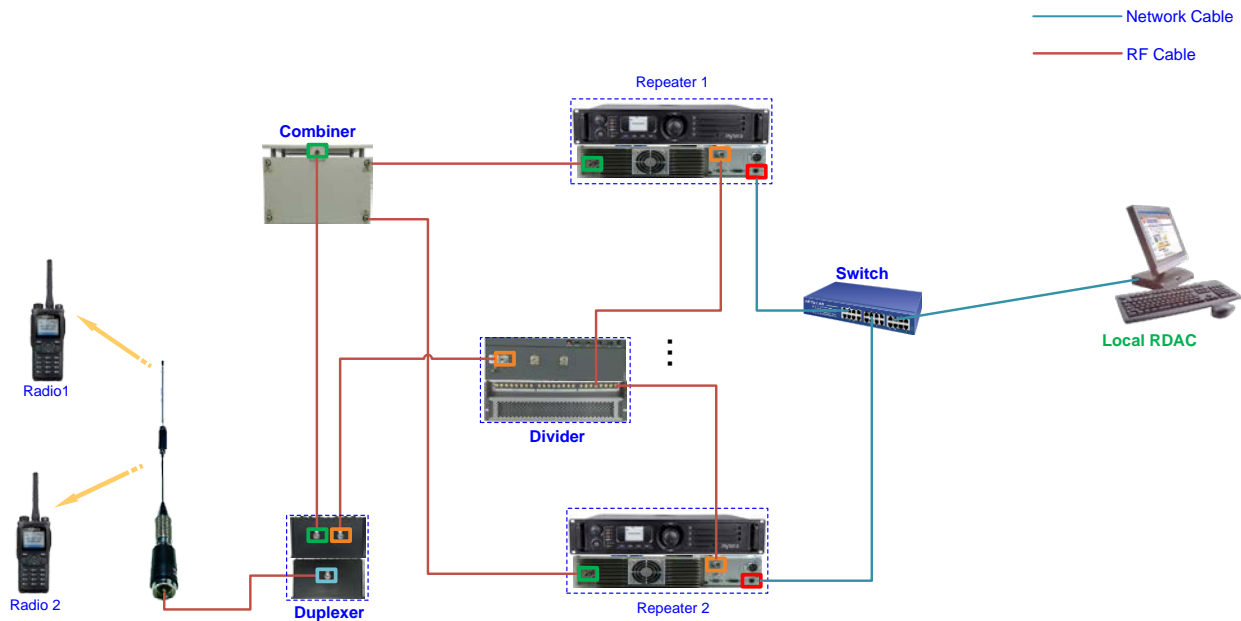 Network Cable
RF Cable
Repeater 1
Combiner
Switch
Local RDAC
Radio1
Divider
Radio 2
Duplexer
Repeater 2